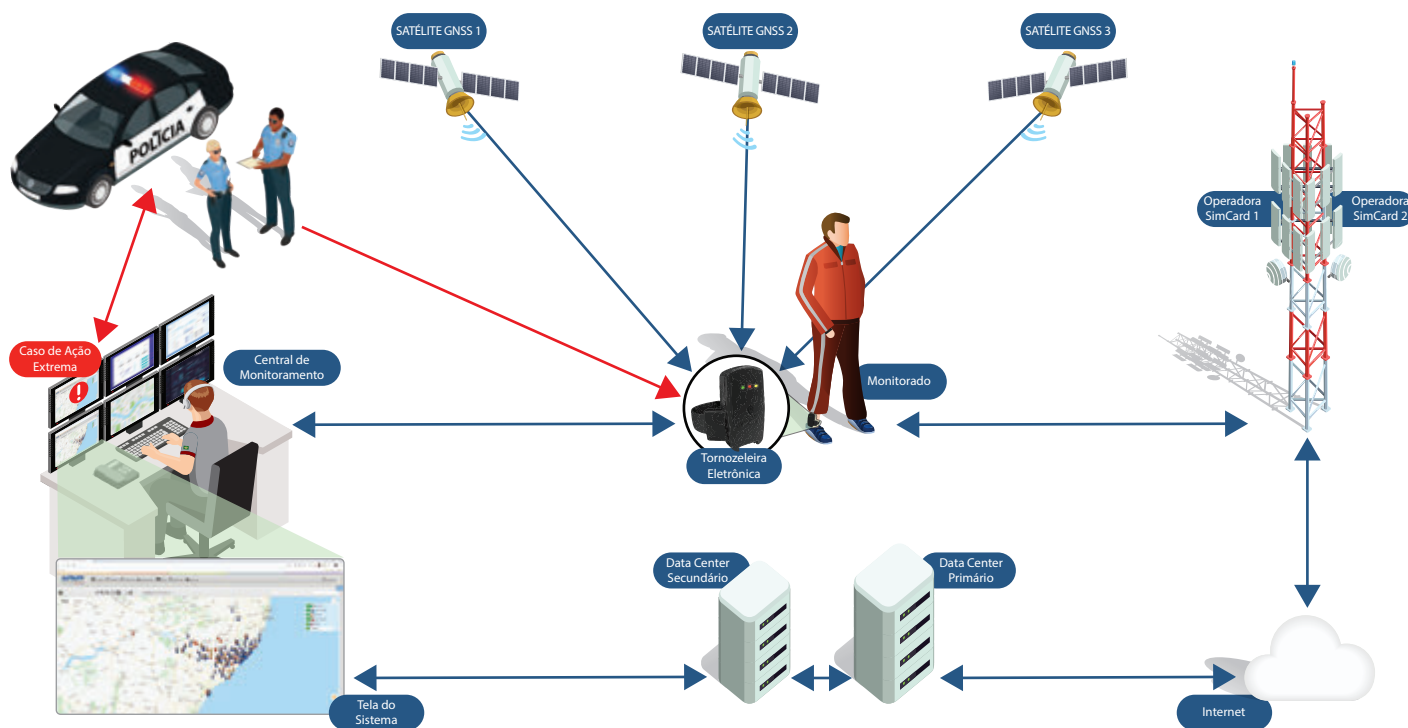 SATÉLITE GNSS 1
SATÉLITE GNSS 2
SATÉLITE GNSS 3
POLÍCIA
Operadora
SimCard 1
Operadora
SimCard 2
Caso de Ação
Extrema
Central de
Monitoramento
Monitorado
Tornozeleira
Eletrônica
Data Center
Secundário
Data Center
Primário
Tela do
Sistema
Internet